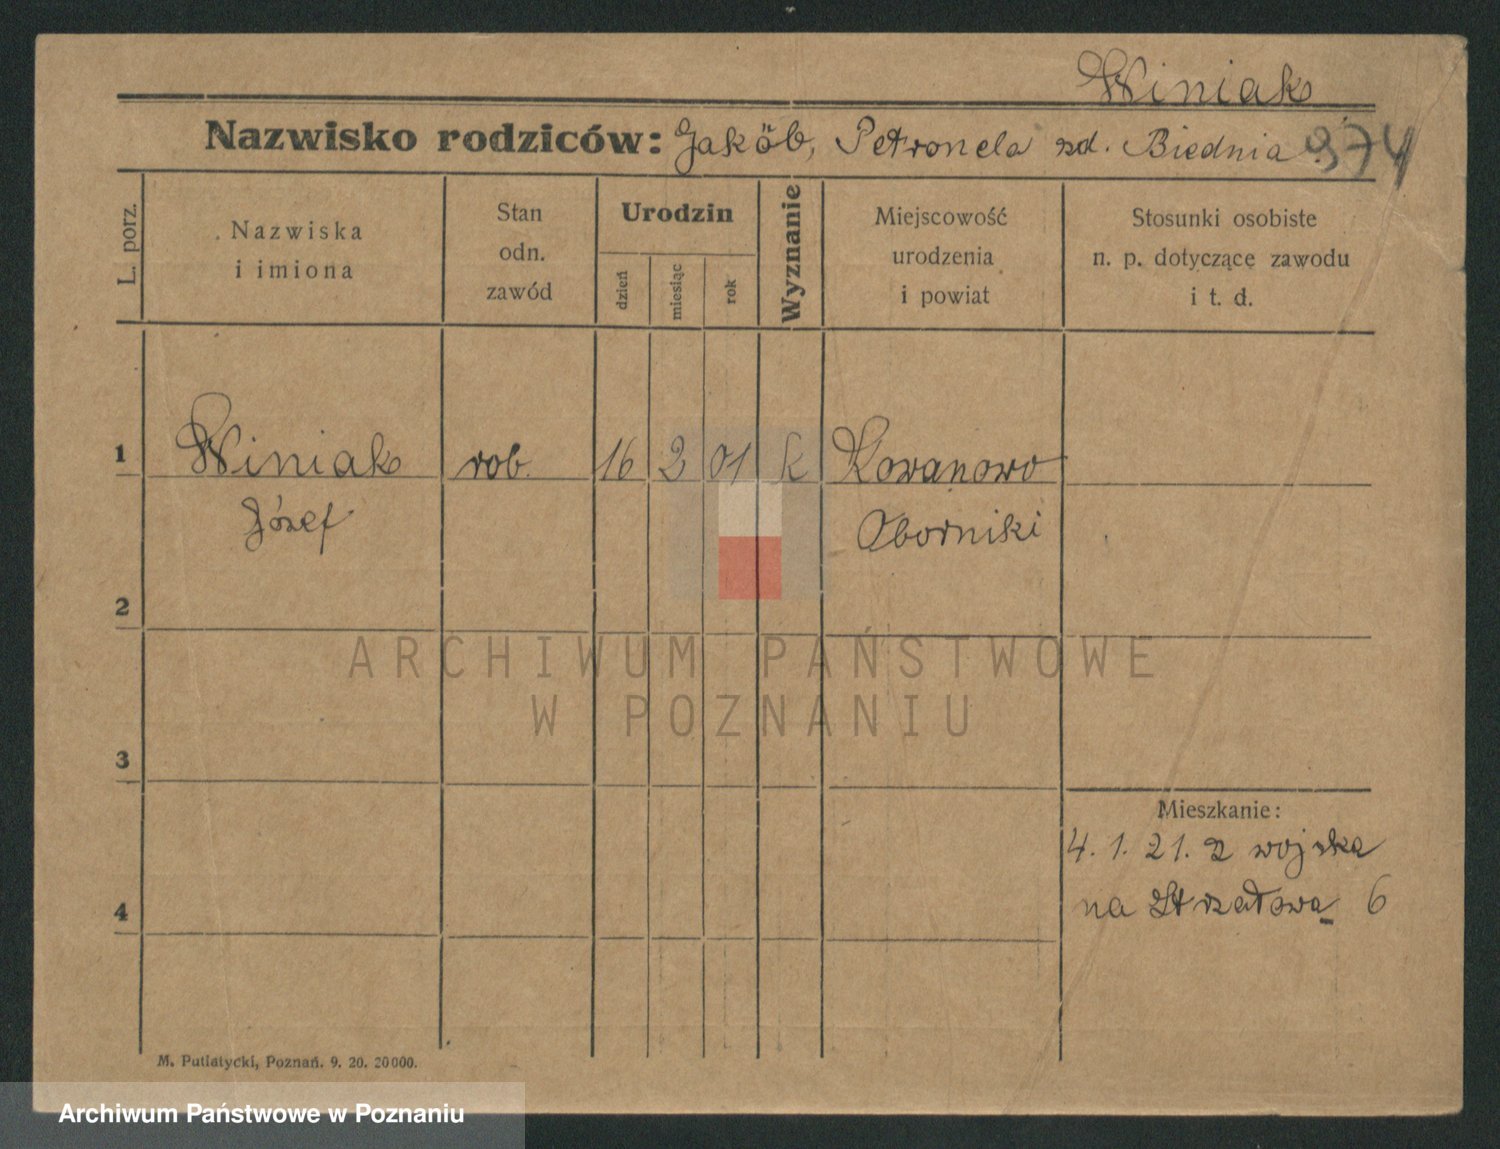 Winiak
Nazwisko rodziców: Jakób, Petronela zd. Biednia 974
L. porz.
Nazwiska
i imiona
Stan
odn.
zawód
Urodzin
dzień
miesiąc
rok
Wyznanie
Miejscowość
urodzenia
i powiat
Stosunki osobiste
n. p. dotyczące zawodu
i t. d.
1 Winiak rob. 16 2 01 k Kowanowo
Józef Oborniki
2
ARCHIWUM PAŃSTWOWE
W POZNANIU
3
Mieszkanie:
4. 1. 21. z wojska
4 na Strzałową 6
M. Putiatycki, Poznań. 9. 20. 20000.
Archiwum Państwowe w Poznaniu